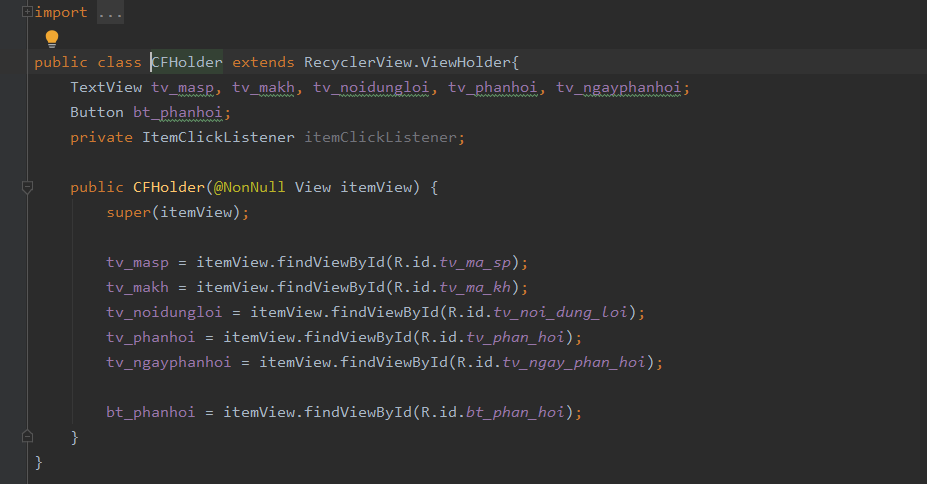 import ...
public class CFHolder extends RecyclerView.ViewHolder{
TextView tv_masp, tv_makh, tv_noidungloi, tv_phanhoi, tv_ngayphanhoi;
Button bt_phanhoi;
private ItemClickListener itemClickListener;
public CFHolder(@NonNull View itemView) {
super(itemView);
tv_masp = itemView.findViewById(R.id.tv_ma_sp);
tv_makh = itemView.findViewById(R.id.tv_ma_kh);
tv_noidungloi = itemView.findViewById(R.id.tv_noi_dung_loi);
tv_phanhoi = itemView.findViewById(R.id.tv_phan_hoi);
tv_ngayphanhoi = itemView.findViewById(R.id.tv_ngay_phan_hoi);
bt_phanhoi = itemView.findViewById(R.id.bt_phan_hoi);
}
}